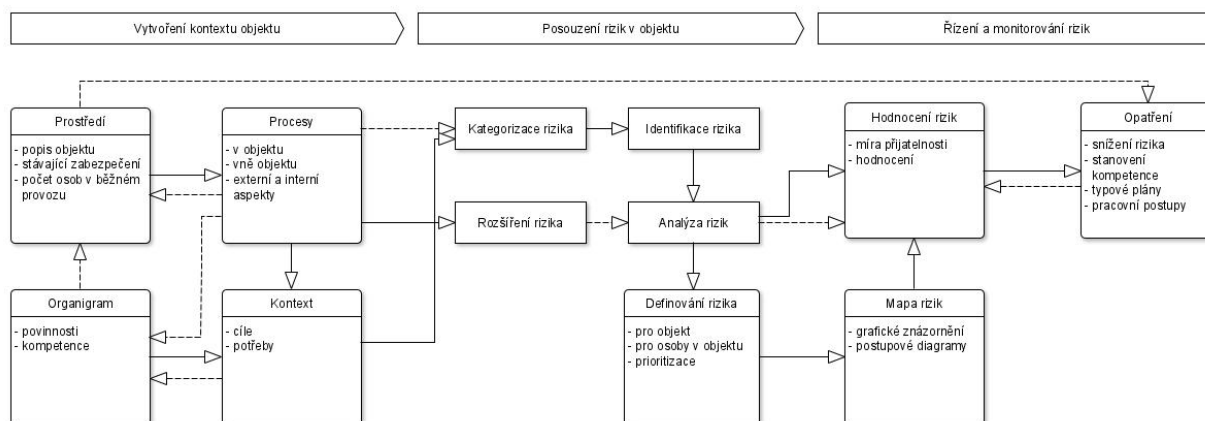 Vytvoření kontextu objektu
Posouzení rizik v objektu
Řízení a monitorování rizik
Prostředí
- popis objektu
- stávající zabezpečení
- počet osob v běžném
provozu
Procesy
- v objektu
- vně objektu
- externí a interní
aspekty
Kategorizace rizika
Identifikace rizika
Hodnocení rizik
- míra přijatelnosti
- hodnocení
Opatření
- snížení rizika
- stanovení
kompetence
- typové plány
- pracovní postupy
Rozšíření rizika
Analýza rizik
Organigram
- povinnosti
- kompetence
Kontext
- cíle
- potřeby
Definování rizika
- pro objekt
- pro osoby v objektu
- prioritizace
Mapa rizik
- grafické znázornění
- postupové diagramy